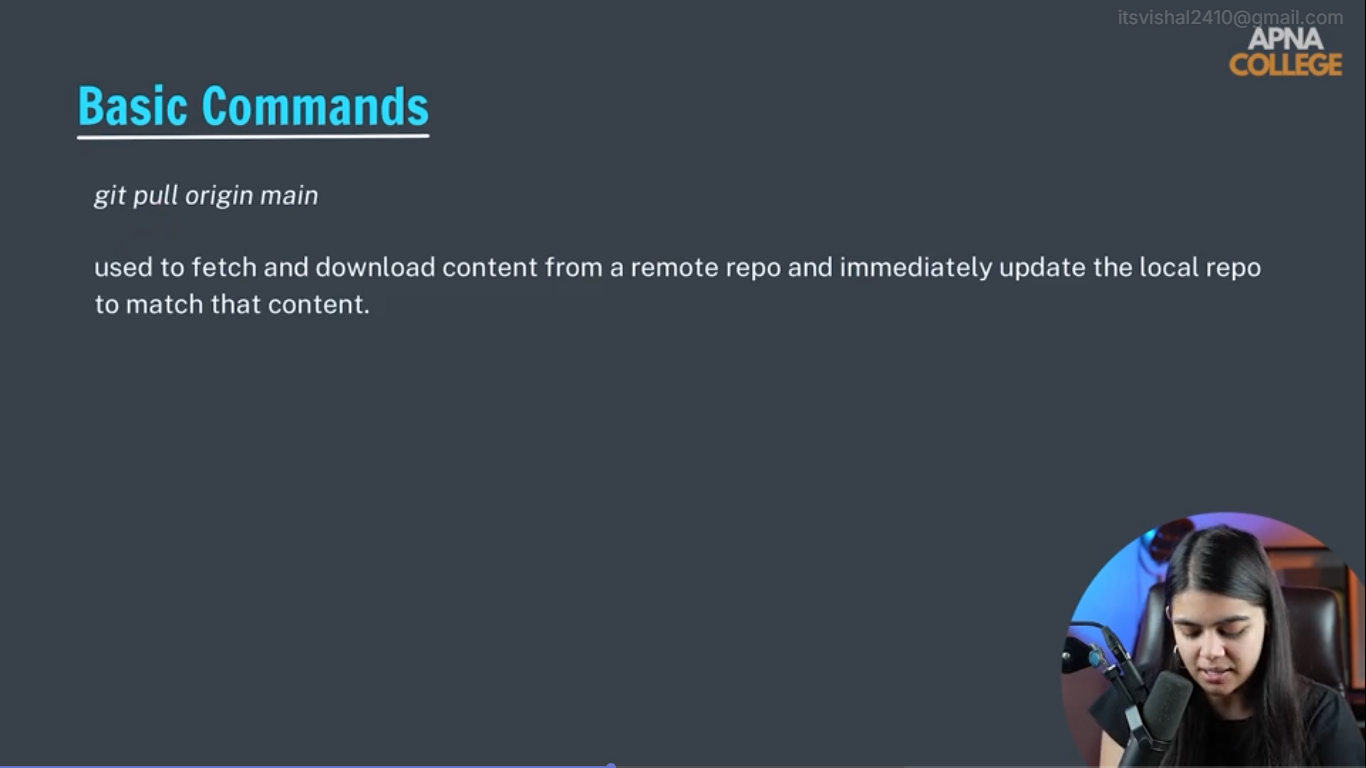 itsvishal2410@gmail.com
APNA
COLLEGE
Basic Commands
git pull origin main
used to fetch and download content from a remote repo and immediately update the local repo
to match that content.